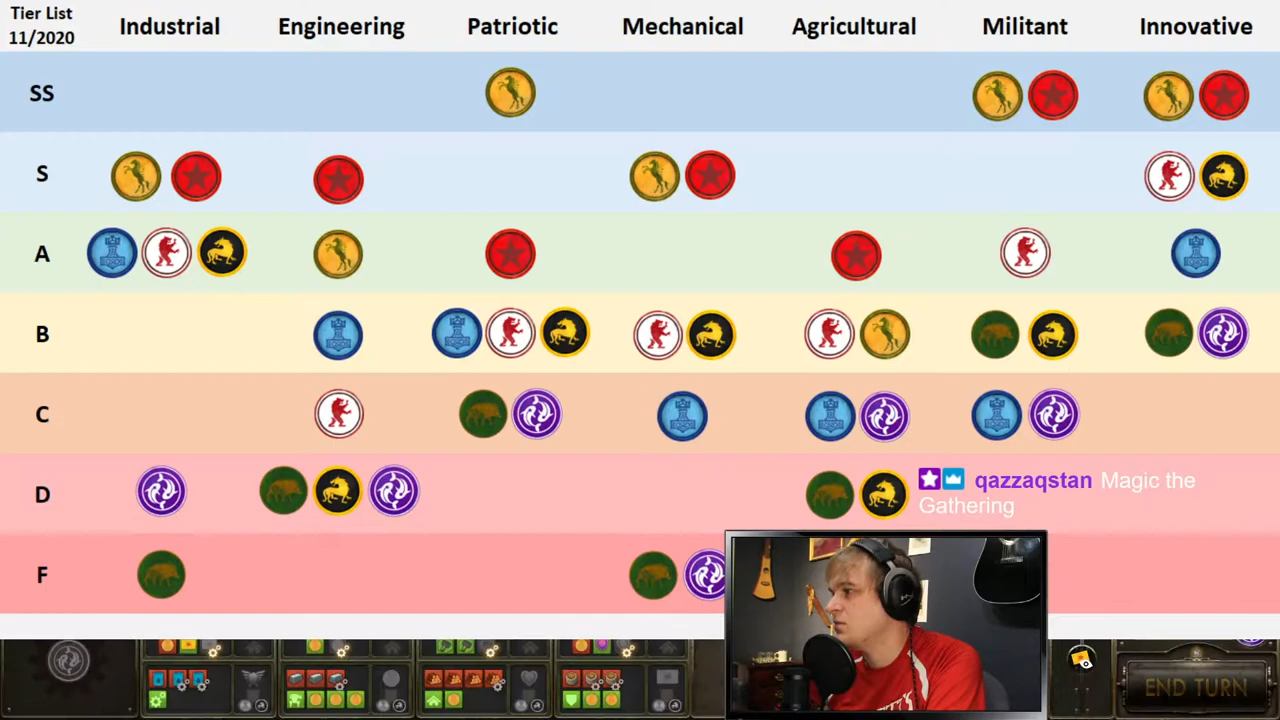 Tier List
11/2020
Industrial
Engineering
Patriotic
Mechanical
Agricultural
Militant
Innovative
SS
S
A
B
C
D
F
qazzaqstan Magic the
Gathering
END TURN